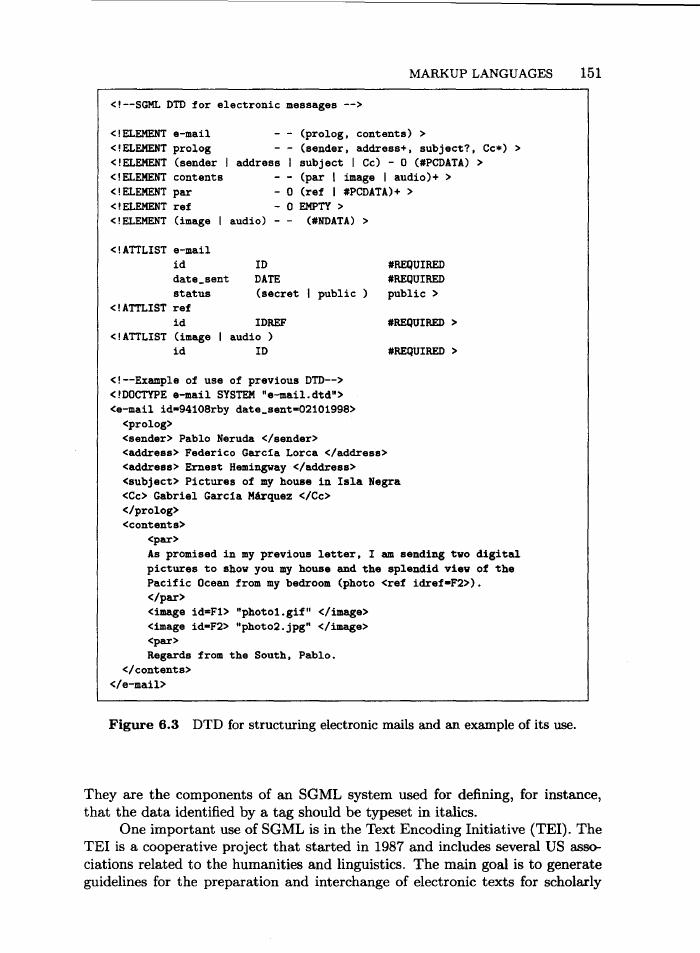 MARKUP LANGUAGES 151
<!--SGML DTD for electronic messages -->
<!ELEMENT e-mail - - (prolog, contents) >
<!ELEMENT prolog - - (sender, address+, subject?, Cc*) >
<!ELEMENT (sender | address | subject | Cc) - O (#PCDATA) >
<!ELEMENT contents - - (par | image | audio)+ >
<!ELEMENT par - O (ref | #PCDATA)+ >
<!ELEMENT ref - O EMPTY >
<!ELEMENT (image | audio) - - (#NDATA) >
<!ATTLIST e-mail
id ID #REQUIRED
date_sent DATE #REQUIRED
status (secret | public ) public >
<!ATTLIST ref
id IDREF #REQUIRED >
<!ATTLIST (image | audio )
id ID #REQUIRED >
<!--Example of use of previous DTD-->
<!DOCTYPE e-mail SYSTEM "e-mail.dtd">
<e-mail id=94108rby date_sent=02101998>
<prolog>
<sender> Pablo Neruda </sender>
<address> Federico García Lorca </address>
<address> Ernest Hemingway </address>
<subject> Pictures of my house in Isla Negra
<Cc> Gabriel García Márquez </Cc>
</prolog>
<contents>
<par>
As promised in my previous letter, I am sending two digital
pictures to show you my house and the splendid view of the
Pacific Ocean from my bedroom (photo <ref idref=F2>).
</par>
<image id=F1> "photo1.gif" </image>
<image id=F2> "photo2.jpg" </image>
<par>
Regards from the South, Pablo.
</contents>
</e-mail>
Figure 6.3 DTD for structuring electronic mails and an example of its use.
They are the components of an SGML system used for defining, for instance,
that the data identified by a tag should be typeset in italics.
One important use of SGML is in the Text Encoding Initiative (TEI). The
TEI is a cooperative project that started in 1987 and includes several US asso-
ciations related to the humanities and linguistics. The main goal is to generate
guidelines for the preparation and interchange of electronic texts for scholarly